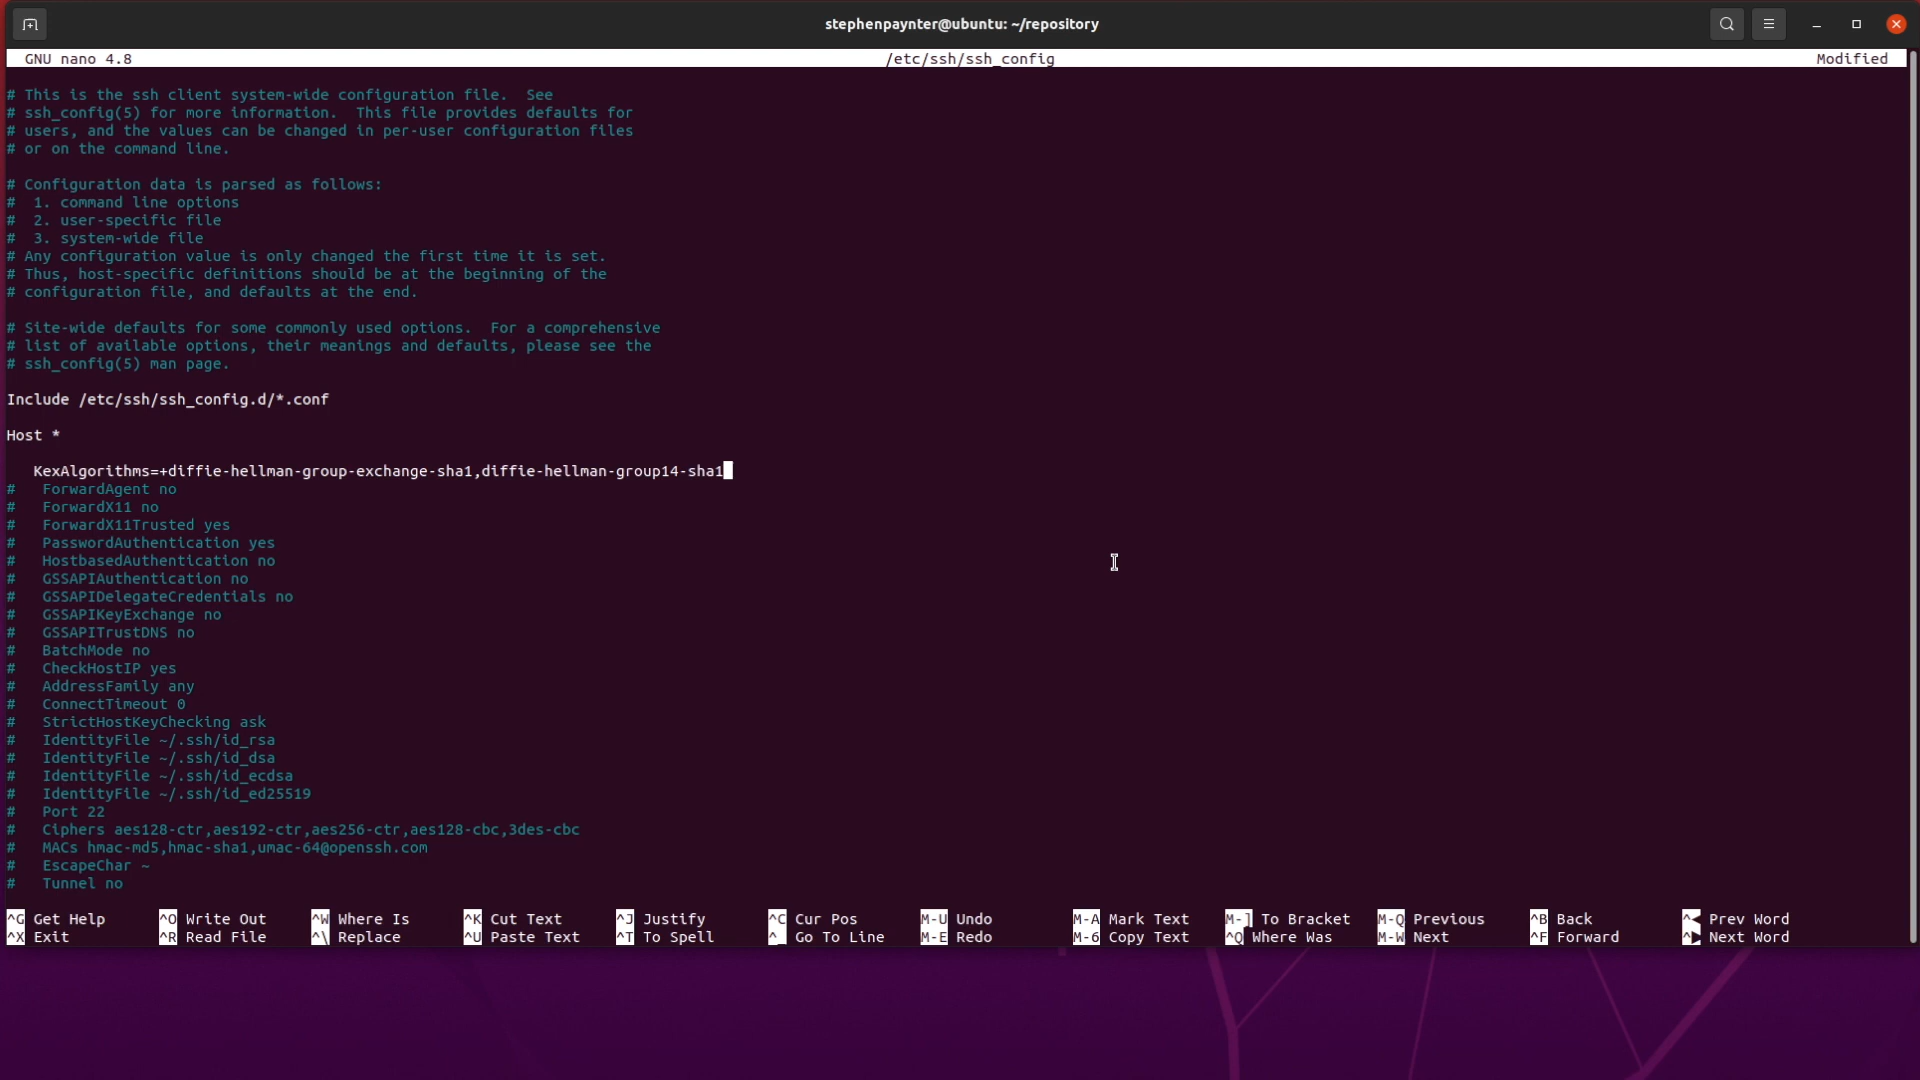 stephenpaynter@ubuntu: ~/repository
GNU nano 4.8 /etc/ssh/ssh_config Modified
# This is the ssh client system-wide configuration file.  See
# ssh_config(5) for more information.  This file provides defaults for
# users, and the values can be changed in per-user configuration files
# or on the command line.
# Configuration data is parsed as follows:
#  1. command line options
#  2. user-specific file
#  3. system-wide file
# Any configuration value is only changed the first time it is set.
# Thus, host-specific definitions should be at the beginning of the
# configuration file, and defaults at the end.
# Site-wide defaults for some commonly used options.  For a comprehensive
# list of available options, their meanings and defaults, please see the
# ssh_config(5) man page.
Include /etc/ssh/ssh_config.d/*.conf
Host *
   KexAlgorithms=+diffie-hellman-group-exchange-sha1,diffie-hellman-group14-sha1
#   ForwardAgent no
#   ForwardX11 no
#   ForwardX11Trusted yes
#   PasswordAuthentication yes
#   HostbasedAuthentication no
#   GSSAPIAuthentication no
#   GSSAPIDelegateCredentials no
#   GSSAPIKeyExchange no
#   GSSAPITrustDNS no
#   BatchMode no
#   CheckHostIP yes
#   AddressFamily any
#   ConnectTimeout 0
#   StrictHostKeyChecking ask
#   IdentityFile ~/.ssh/id_rsa
#   IdentityFile ~/.ssh/id_dsa
#   IdentityFile ~/.ssh/id_ecdsa
#   IdentityFile ~/.ssh/id_ed25519
#   Port 22
#   Ciphers aes128-ctr,aes192-ctr,aes256-ctr,aes128-cbc,3des-cbc
#   MACs hmac-md5,hmac-sha1,umac-64@openssh.com
#   EscapeChar ~
#   Tunnel no
^G Get Help ^O Write Out ^W Where Is ^K Cut Text ^J Justify ^C Cur Pos M-U Undo M-A Mark Text M-] To Bracket M-Q Previous ^B Back ^◀ Prev Word
^X Exit ^R Read File ^\ Replace ^U Paste Text ^T To Spell ^_ Go To Line M-E Redo M-6 Copy Text ^Q Where Was M-W Next ^F Forward ^▶ Next Word